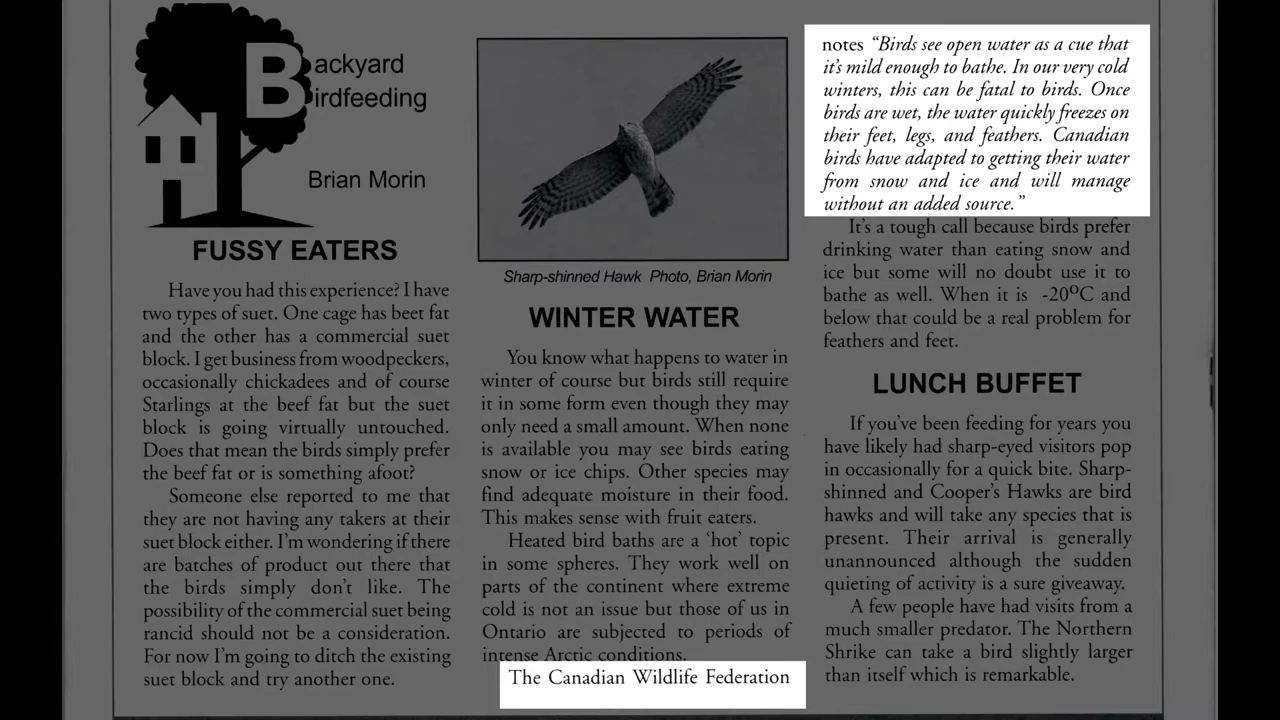 Backyard
Birdfeeding
Brian Morin
FUSSY EATERS
Have you had this experience? I have
two types of suet. One cage has beet fat
and the other has a commercial suet
block. I get business from woodpeckers,
occasionally chickadees and of course
Starlings at the beef fat but the suet
block is going virtually untouched.
Does that mean the birds simply prefer
the beef fat or is something afoot?
Someone else reported to me that
they are not having any takers at their
suet block either. I'm wondering if there
are batches of product out there that
the birds simply don't like. The
possibility of the commercial suet being
rancid should not be a consideration.
For now I'm going to ditch the existing
suet block and try another one.
Sharp-shinned Hawk Photo, Brian Morin
WINTER WATER
You know what happens to water in
winter of course but birds still require
it in some form even though they may
only need a small amount. When none
is available you may see birds eating
snow or ice chips. Other species may
find adequate moisture in their food.
This makes sense with fruit eaters.
Heated bird baths are a 'hot' topic
in some spheres. They work well on
parts of the continent where extreme
cold is not an issue but those of us in
Ontario are subjected to periods of
intense Arctic conditions.
The Canadian Wildlife Federation
notes "Birds see open water as a cue that
it's mild enough to bathe. In our very cold
winters, this can be fatal to birds. Once
birds are wet, the water quickly freezes on
their feet, legs, and feathers. Canadian
birds have adapted to getting their water
from snow and ice and will manage
without an added source."
It's a tough call because birds prefer
drinking water than eating snow and
ice but some will no doubt use it to
bathe as well. When it is -20ºC and
below that could be a real problem for
feathers and feet.
LUNCH BUFFET
If you've been feeding for years you
have likely had sharp-eyed visitors pop
in occasionally for a quick bite. Sharp-
shinned and Cooper's Hawks are bird
hawks and will take any species that is
present. Their arrival is generally
unannounced although the sudden
quieting of activity is a sure giveaway.
A few people have had visits from a
much smaller predator. The Northern
Shrike can take a bird slightly larger
than itself which is remarkable.